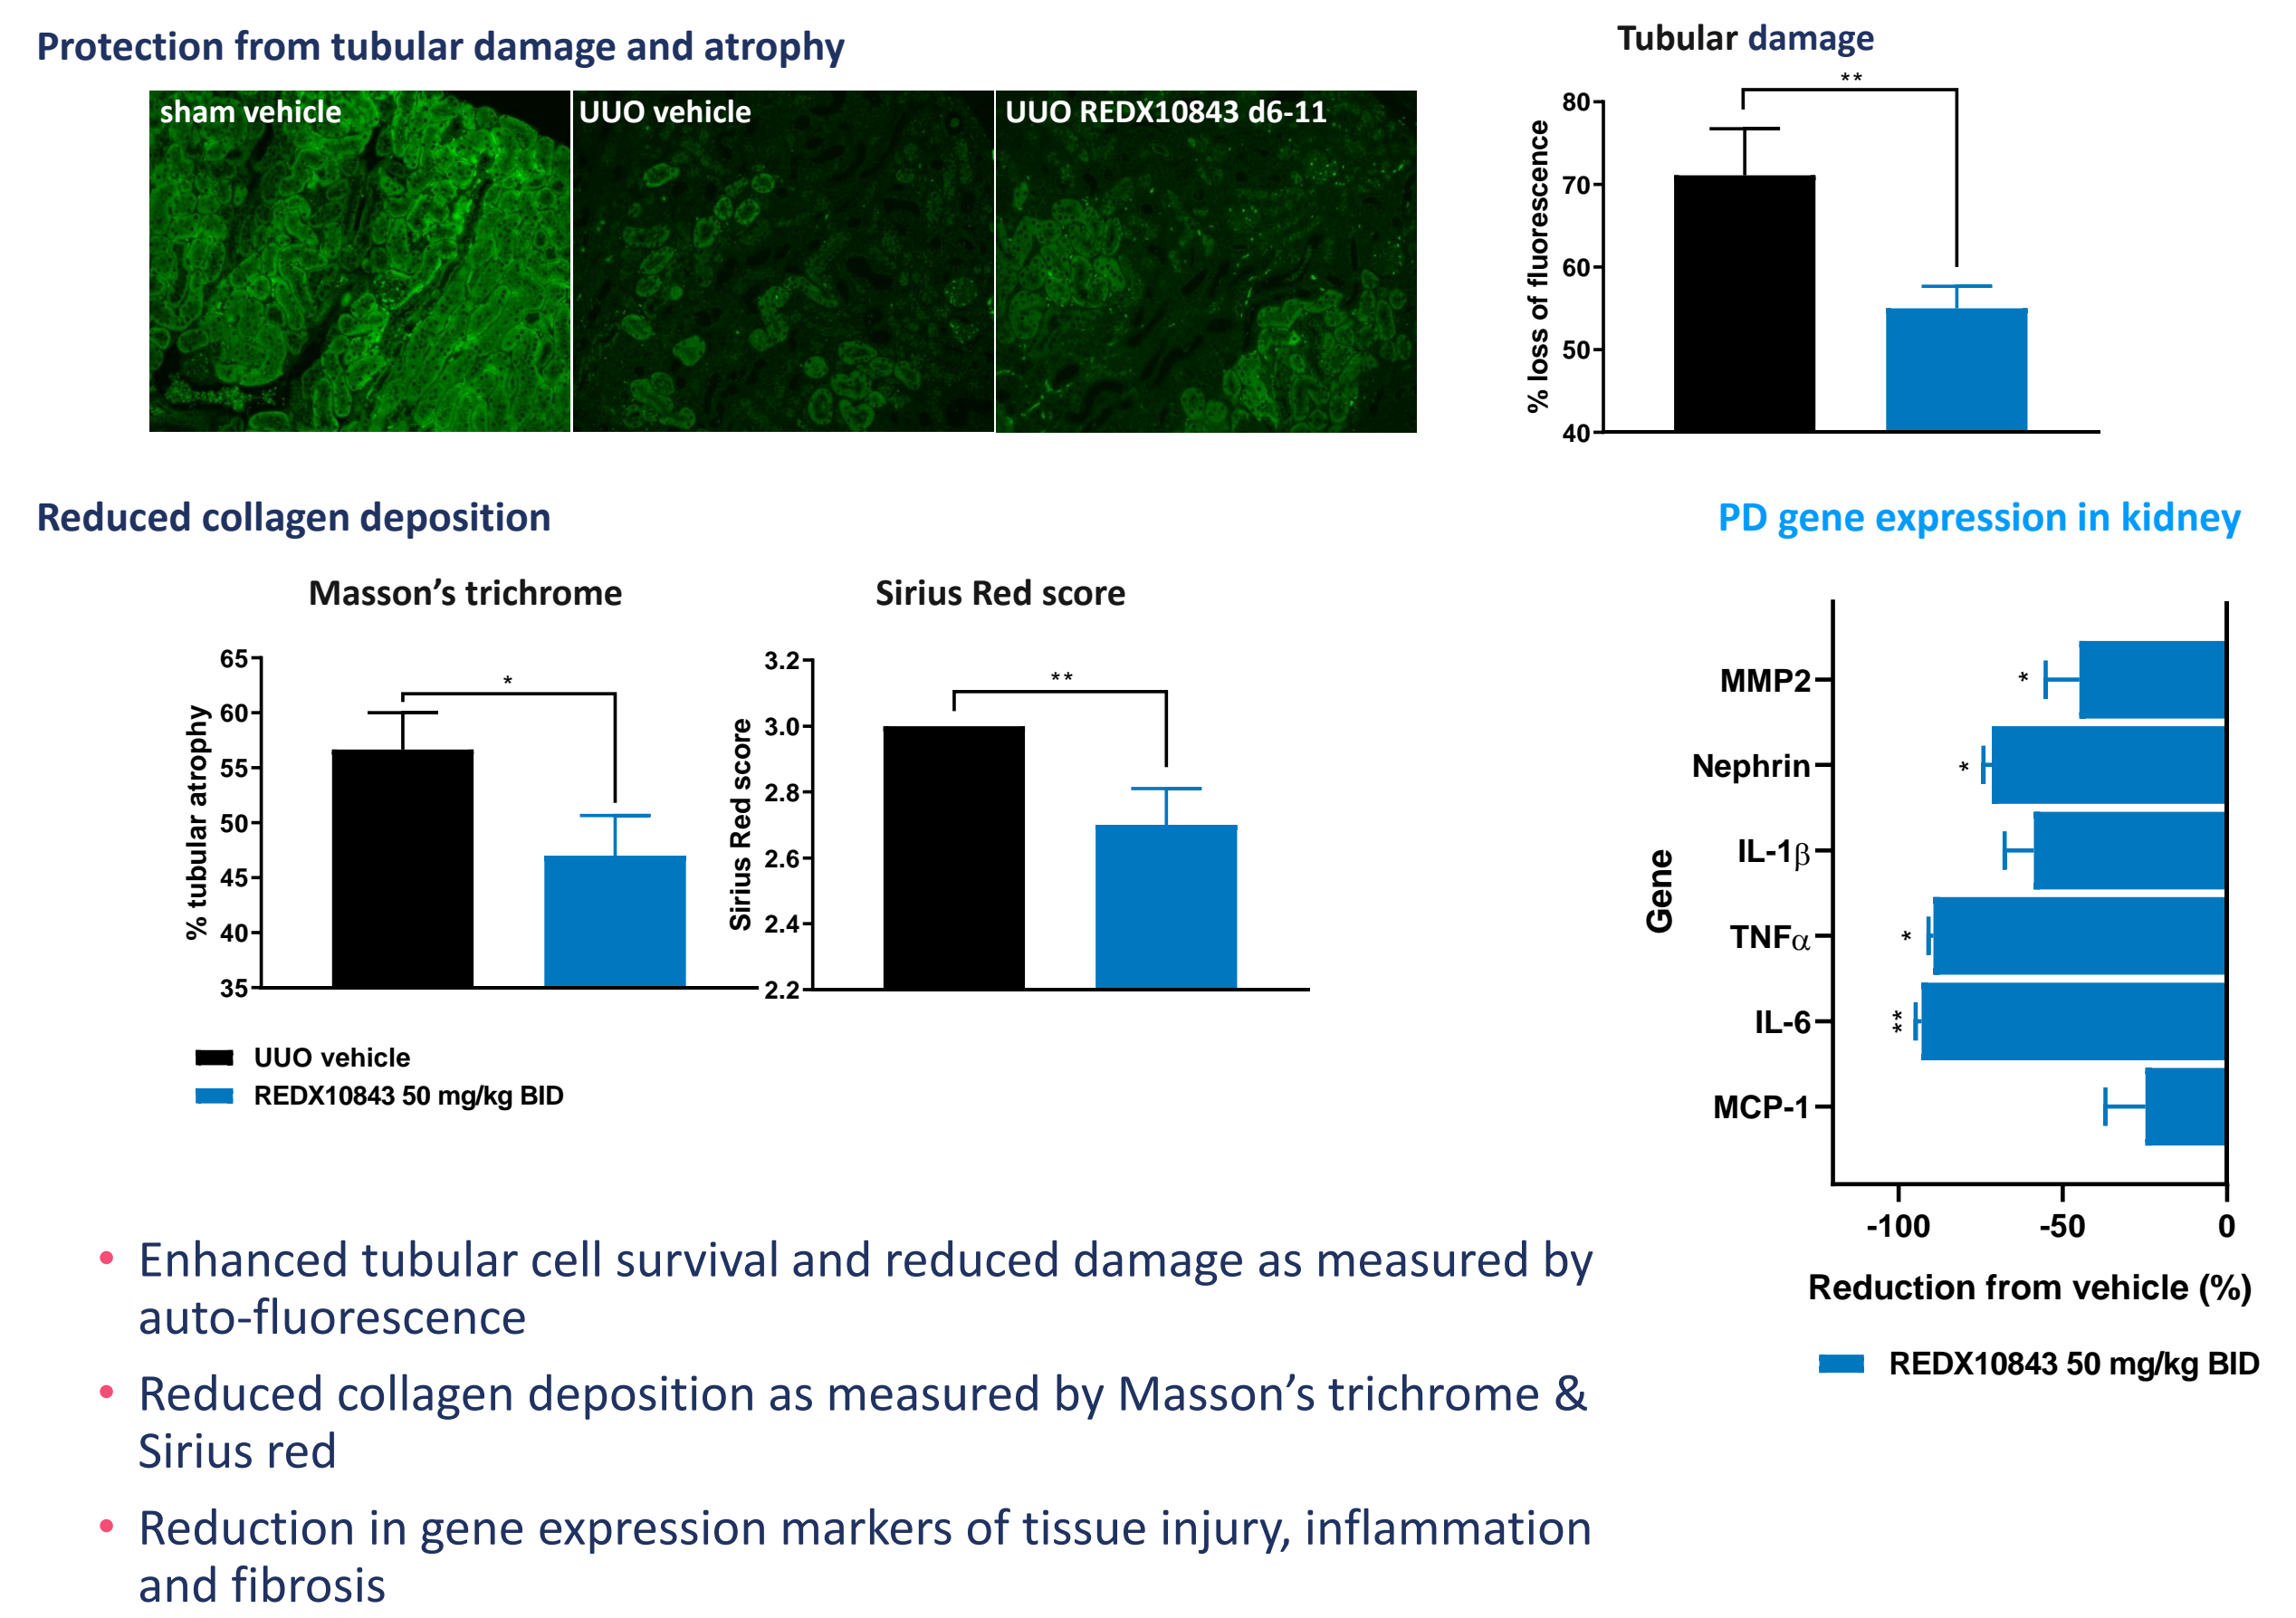 Protection from tubular damage and atrophy
sham vehicle
UUO vehicle
UUO REDX10843 d6-11
Tubular damage
**
% loss of fluorescence
80
70
60
50
40
Reduced collagen deposition
Masson’s trichrome
*
% tubular atrophy
65
60
55
50
45
40
35
Sirius Red score
**
Sirius Red score
3.2
3.0
2.8
2.6
2.4
2.2
UUO vehicle
REDX10843 50 mg/kg BID
PD gene expression in kidney
Gene
MMP2
*
Nephrin
*
IL-1β
TNFα
*
IL-6
**
MCP-1
-100
-50
0
Reduction from vehicle (%)
REDX10843 50 mg/kg BID
• Enhanced tubular cell survival and reduced damage as measured by
auto-fluorescence
• Reduced collagen deposition as measured by Masson’s trichrome &
Sirius red
• Reduction in gene expression markers of tissue injury, inflammation
and fibrosis